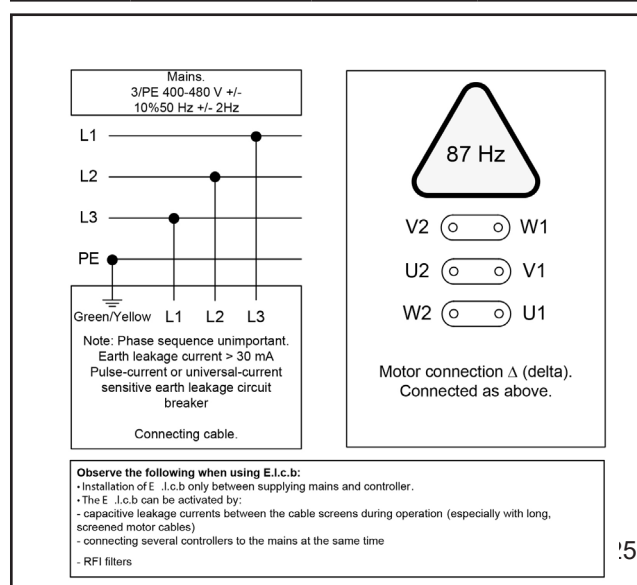 Mains.
3/PE 400-480 V +/-
10%50 Hz +/- 2Hz
L1
L2
L3
PE
Green/Yellow L1 L2 L3
Note: Phase sequence unimportant.
Earth leakage current > 30 mA
Pulse-current or universal-current
sensitive earth leakage circuit
breaker
Connecting cable.
87 Hz
V2 W1
U2 V1
W2 U1
Motor connection Δ (delta).
Connected as above.
Observe the following when using E.l.c.b:
• Installation of E .l.c.b only between supplying mains and controller.
• The E .l.c.b can be activated by:
- capacitive leakage currents between the cable screens during operation (especially with long,
screened motor cables)
- connecting several controllers to the mains at the same time
- RFI filters